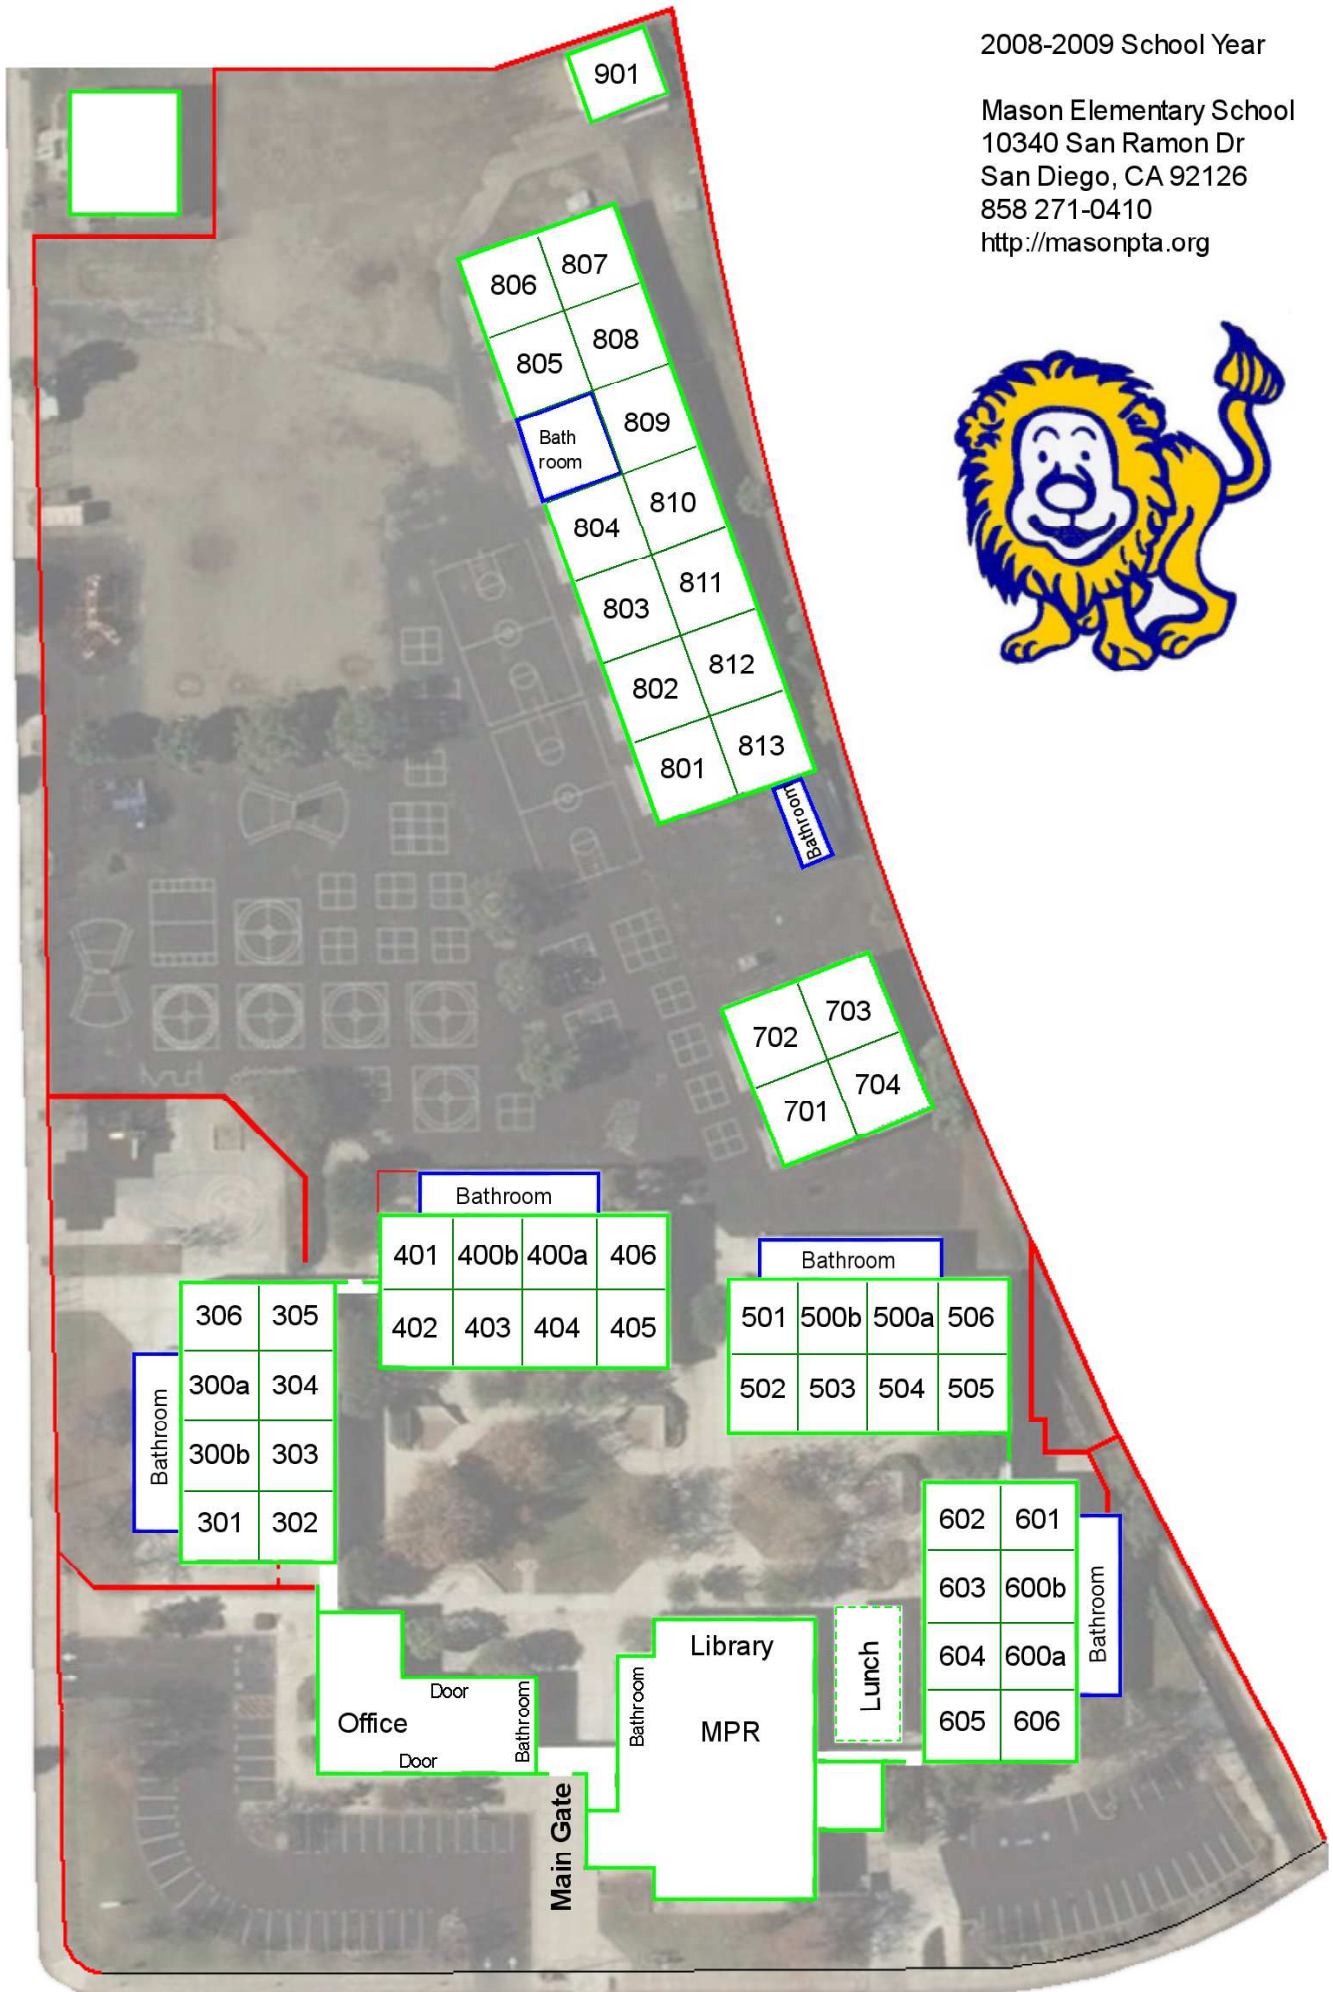 2008-2009 School Year
Mason Elementary School
10340 San Ramon Dr
San Diego, CA 92126
858 271-0410
http://masonpta.org
901
806 807
805 808
Bath
room
809
804 810
803 811
802 812
801 813
Bathroom
702 703
701 704
Bathroom
401 400b 400a 406
402 403 404 405
Bathroom
501 500b 500a 506
502 503 504 505
306 305
300a 304
300b 303
301 302
Bathroom
602 601
603 600b
604 600a
605 606
Bathroom
Office
Door
Door
Bathroom
Main Gate
Bathroom
Library
MPR
Lunch